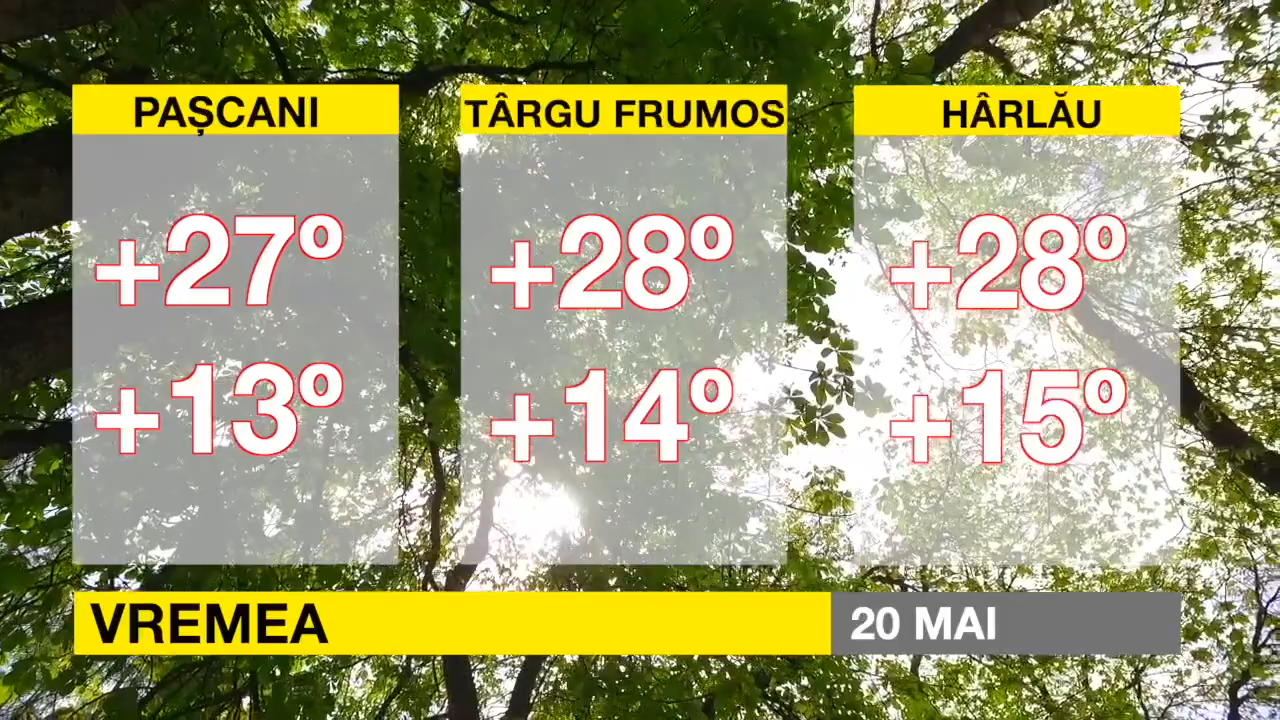 PAȘCANI
+27º
+13º
TÂRGU FRUMOS
+28º
+14º
HÂRLĂU
+28º
+15º
VREMEA
20 MAI